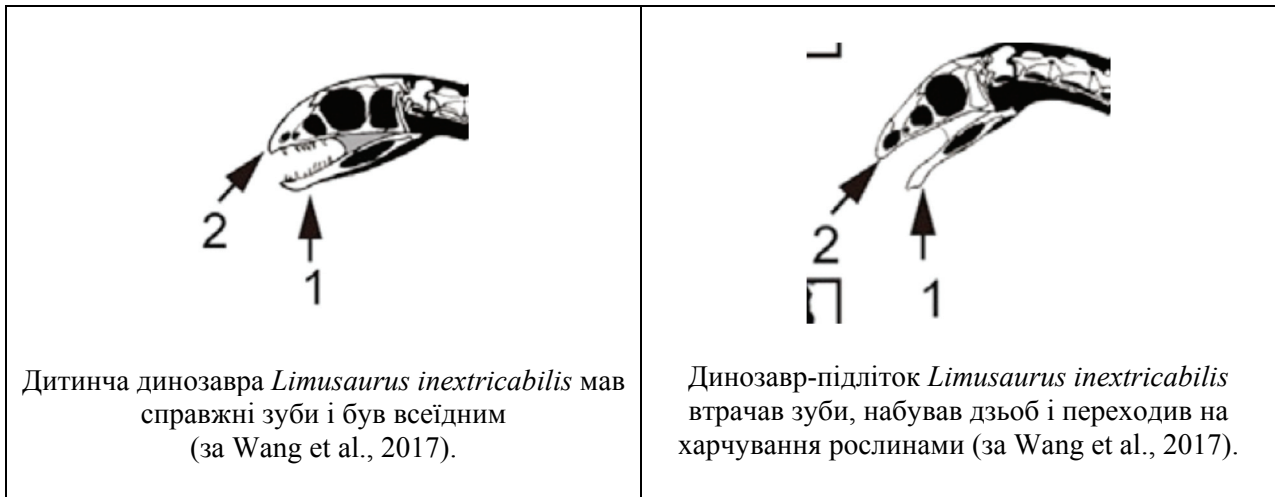 2
1
2
1
Дитинча динозавра Limusaurus inextricabilis мав
справжні зуби і був всеїдним
(за Wang et al., 2017).
Динозавр-підліток Limusaurus inextricabilis
втрачав зуби, набував дзьоб і переходив на
харчування рослинами (за Wang et al., 2017).